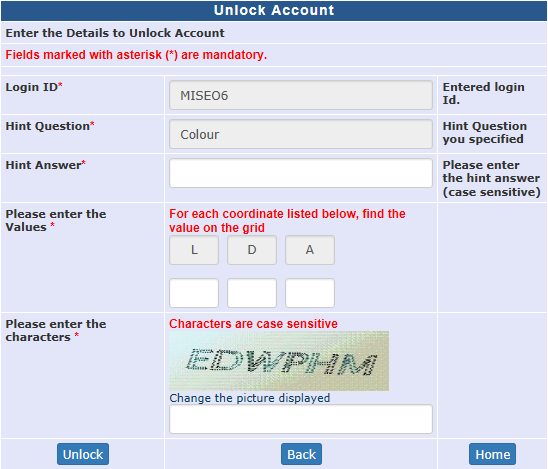 Unlock Account
Enter the Details to Unlock Account
Fields marked with asterisk (*) are mandatory.
Login ID*
MISEO6
Entered login
Id.
Hint Question*
Colour
Hint Question
you specified
Hint Answer*
Please enter
the hint answer
(case sensitive)
Please enter the
Values *
For each coordinate listed below, find the
value on the grid
L D A
Please enter the
characters *
Characters are case sensitive
EDWPHM
Change the picture displayed
Unlock
Back
Home